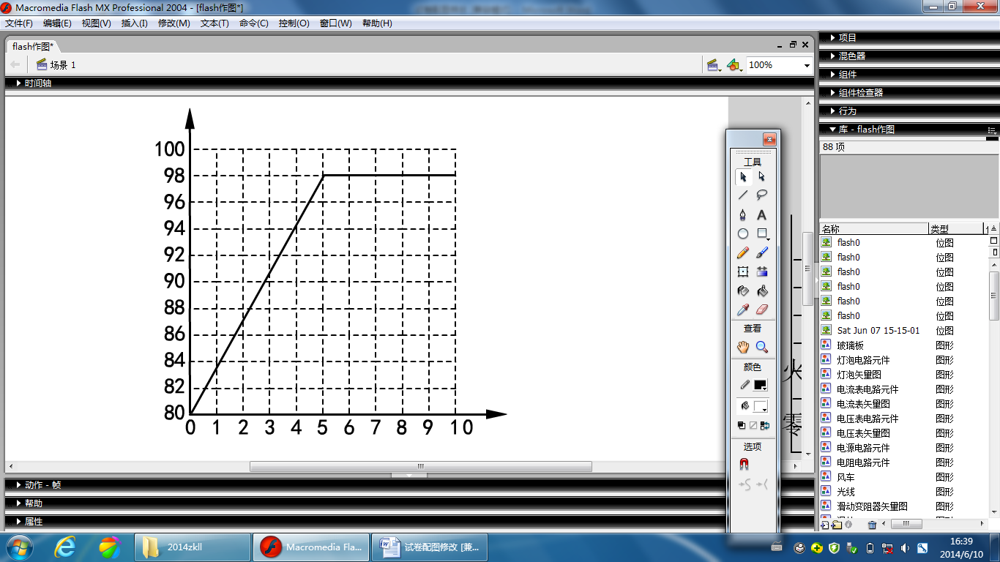 Macromedia Flash MX Professional 2004 - [flash作图*]
文件(F) 编辑(E) 视图(V) 插入(I) 修改(M) 文本(T) 命令(C) 控制(O) 窗口(W) 帮助(H)
flash作图*
场景 1
100%
时间轴
100
98
96
94
92
90
88
86
84
82
80
0 1 2 3 4 5 6 7 8 9 10
火
零
工具
查看
颜色
选项
动作 - 帧
帮助
属性
项目
混色器
组件
组件检查器
行为
库 - flash作图
88 项
名称 类型
flash0 位图
flash0 位图
flash0 位图
flash0 位图
flash0 位图
flash0 位图
Sat Jun 07 15-15-01 位图
玻璃板 图形
灯泡电路元件 图形
灯泡矢量图 图形
电流表电路元件 图形
电流表矢量图 图形
电压表电路元件 图形
电压表矢量图 图形
电源电路元件 图形
电阻电路元件 图形
风车 图形
光线 图形
滑动变阻器矢量图 图形
2014zkll
Macromedia Fla...
试卷配图修改 [兼...
16:39
2014/6/10